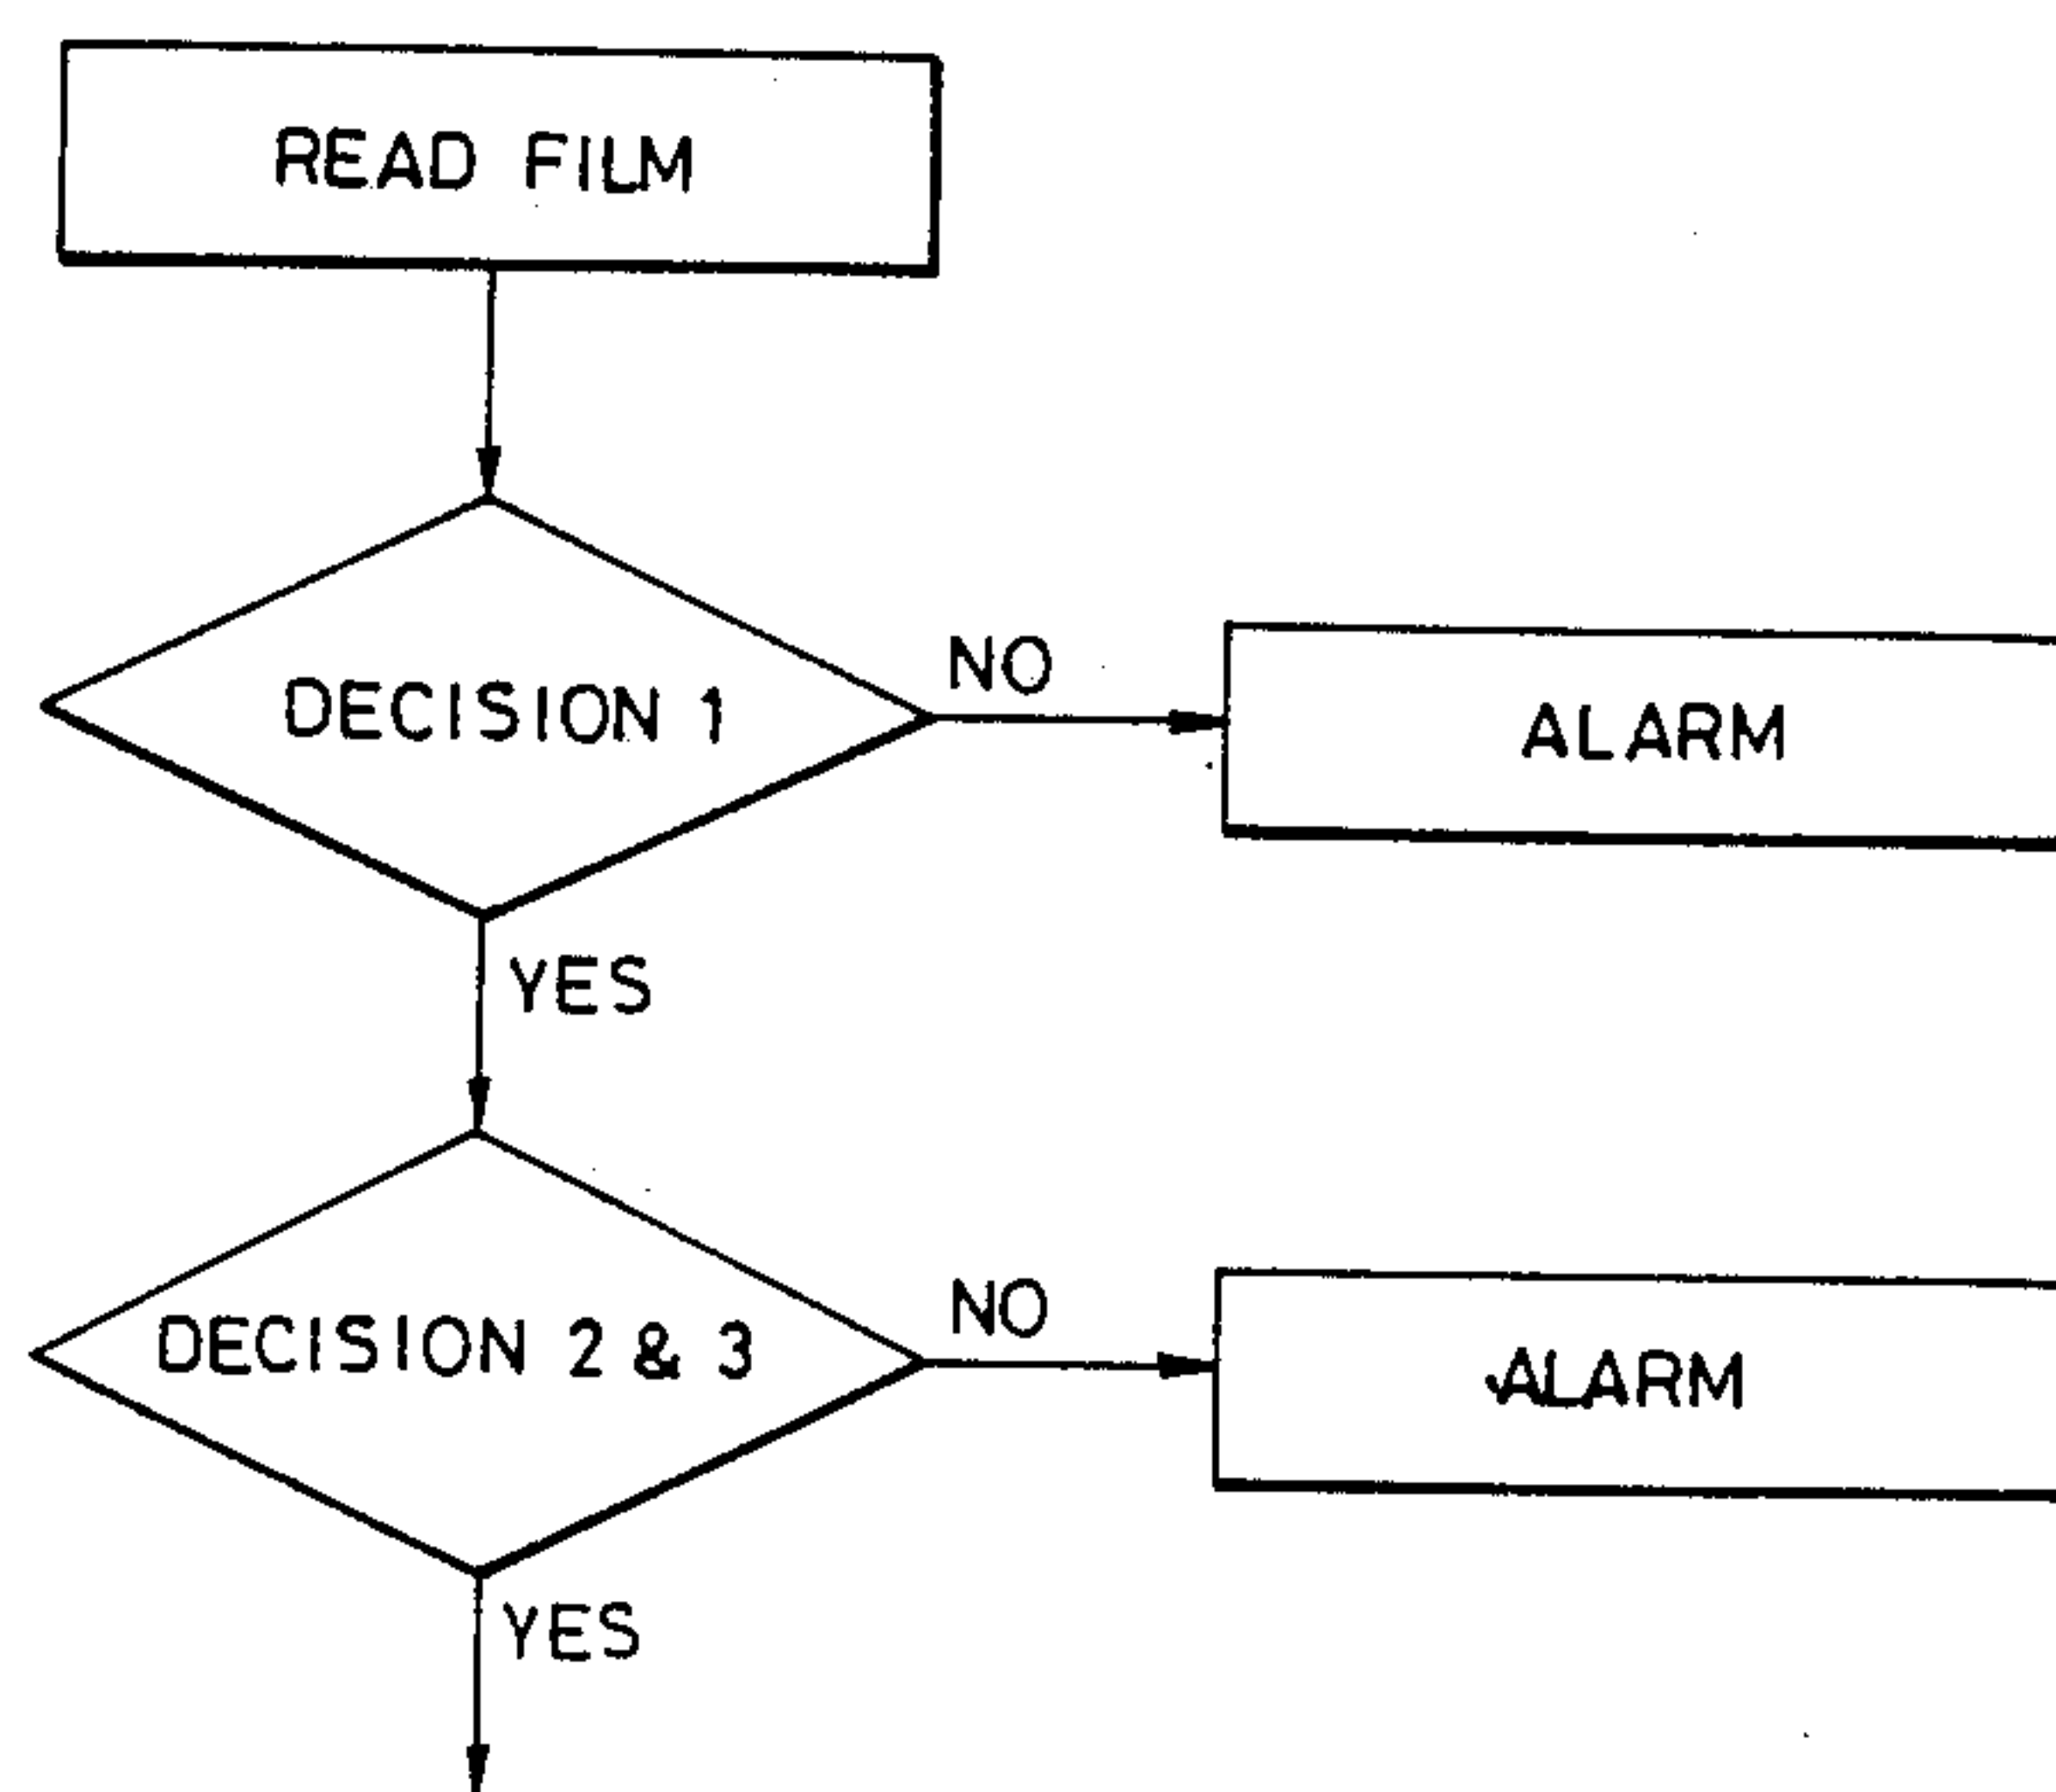 READ FILM
NO
DECISION 1
ALARM
YES
NO
DECISION 2 & 3
ALARM
YES